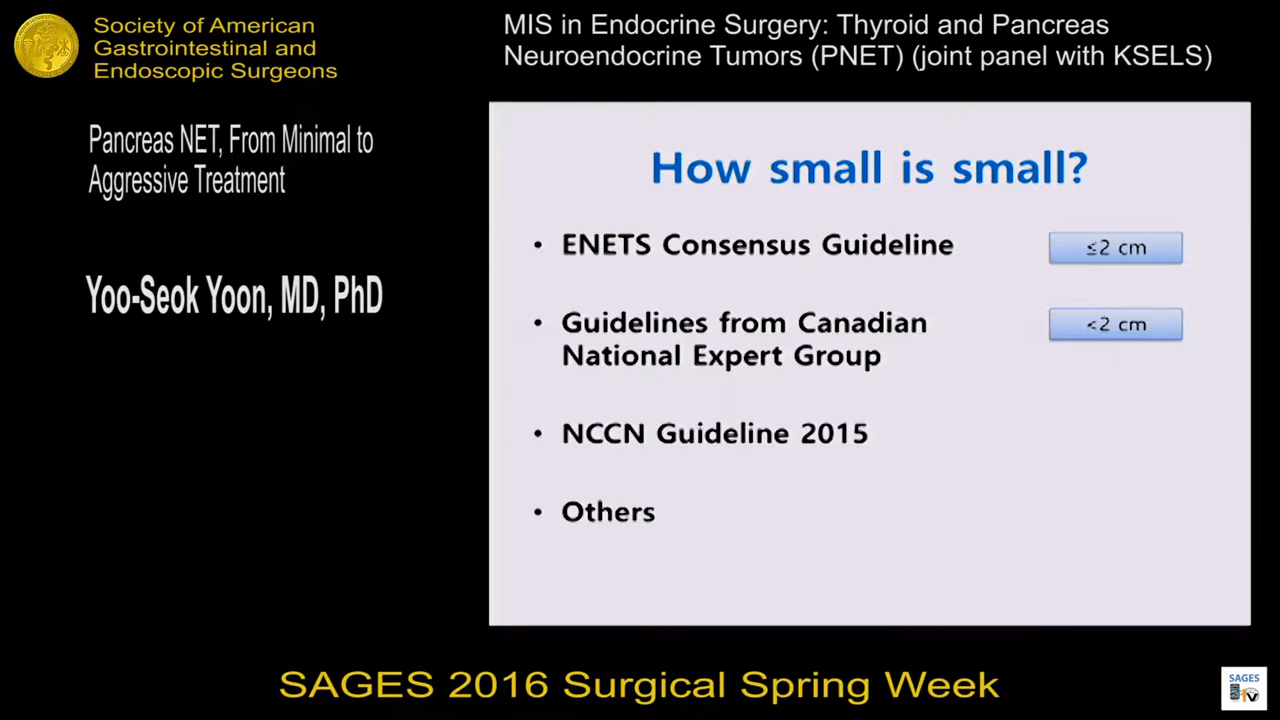 Society of American
Gastrointestinal and
Endoscopic Surgeons
MIS in Endocrine Surgery: Thyroid and Pancreas
Neuroendocrine Tumors (PNET) (joint panel with KSELS)
Pancreas NET, From Minimal to
Aggressive Treatment
Yoo-Seok Yoon, MD, PhD
How small is small?
• ENETS Consensus Guideline
≤2 cm
• Guidelines from Canadian
National Expert Group
<2 cm
• NCCN Guideline 2015
• Others
SAGES 2016 Surgical Spring Week
SAGES
TV